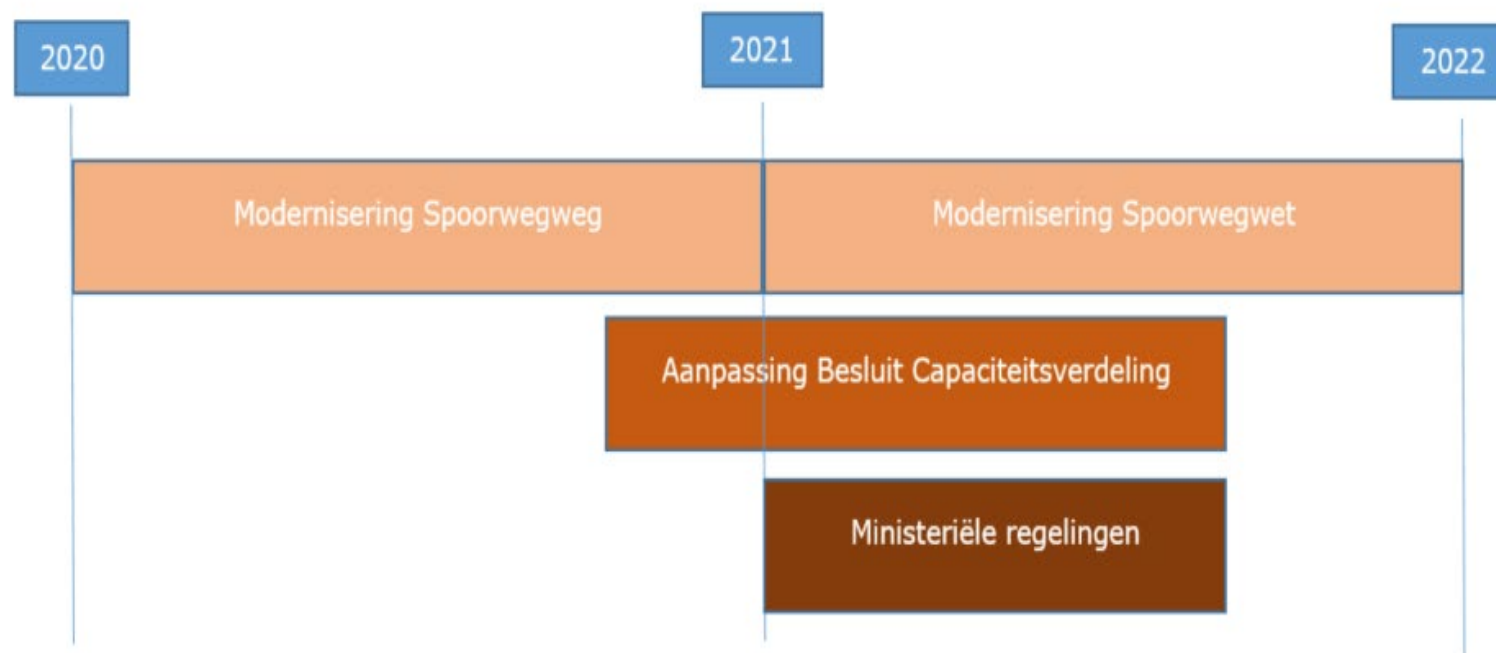 2020
2021
2022
Modernisering Spoorwegweg
Modernisering Spoorwegwet
Aanpassing Besluit Capaciteitsverdeling
Ministeriële regelingen